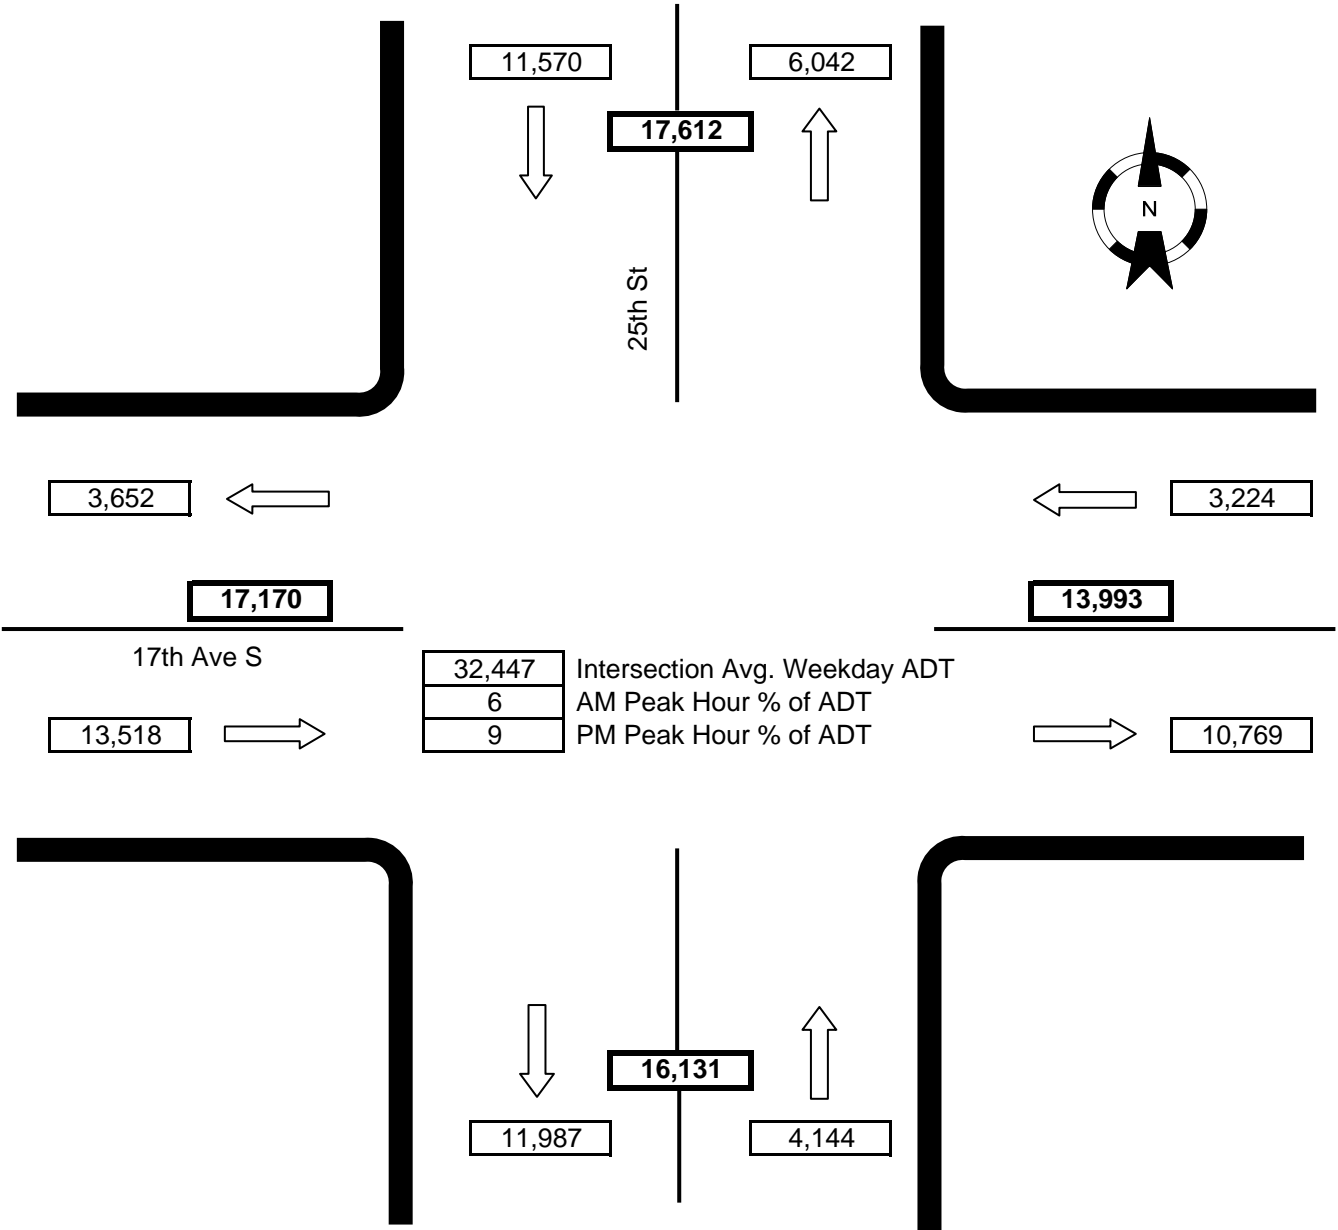 11,570
6,042
17,612
N
25th St
3,652
3,224
17,170
13,993
17th Ave S
32,447 Intersection Avg. Weekday ADT
6 AM Peak Hour % of ADT
9 PM Peak Hour % of ADT
13,518
10,769
16,131
11,987
4,144